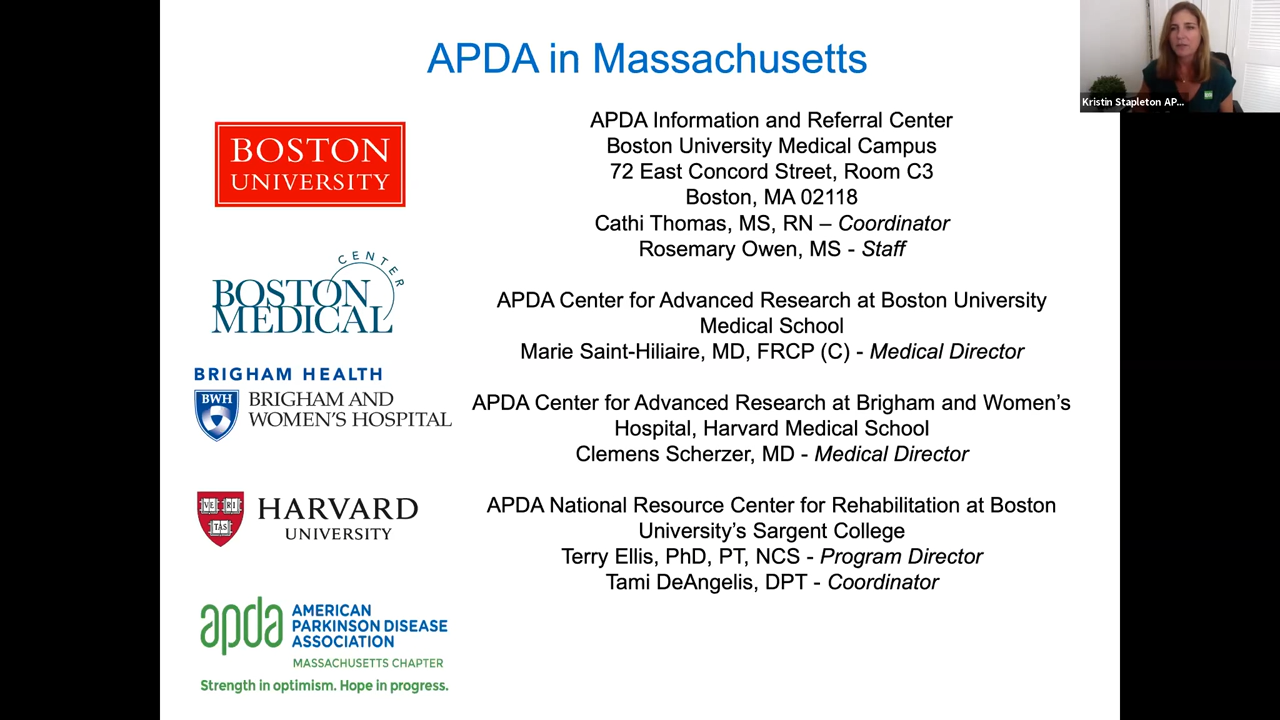 APDA in Massachusetts
Kristin Stapleton AP...
BOSTON
UNIVERSITY
APDA Information and Referral Center
Boston University Medical Campus
72 East Concord Street, Room C3
Boston, MA 02118
Cathi Thomas, MS, RN – Coordinator
Rosemary Owen, MS - Staff
CENTER
BOSTON
MEDICAL
APDA Center for Advanced Research at Boston University
Medical School
Marie Saint-Hiliaire, MD, FRCP (C) - Medical Director
BRIGHAM HEALTH
BWH
BRIGHAM AND
WOMEN'S HOSPITAL
APDA Center for Advanced Research at Brigham and Women's
Hospital, Harvard Medical School
Clemens Scherzer, MD - Medical Director
VE RI
TAS
HARVARD
UNIVERSITY
APDA National Resource Center for Rehabilitation at Boston
University's Sargent College
Terry Ellis, PhD, PT, NCS - Program Director
Tami DeAngelis, DPT - Coordinator
apda
AMERICAN
PARKINSON DISEASE
ASSOCIATION
MASSACHUSETTS CHAPTER
Strength in optimism. Hope in progress.